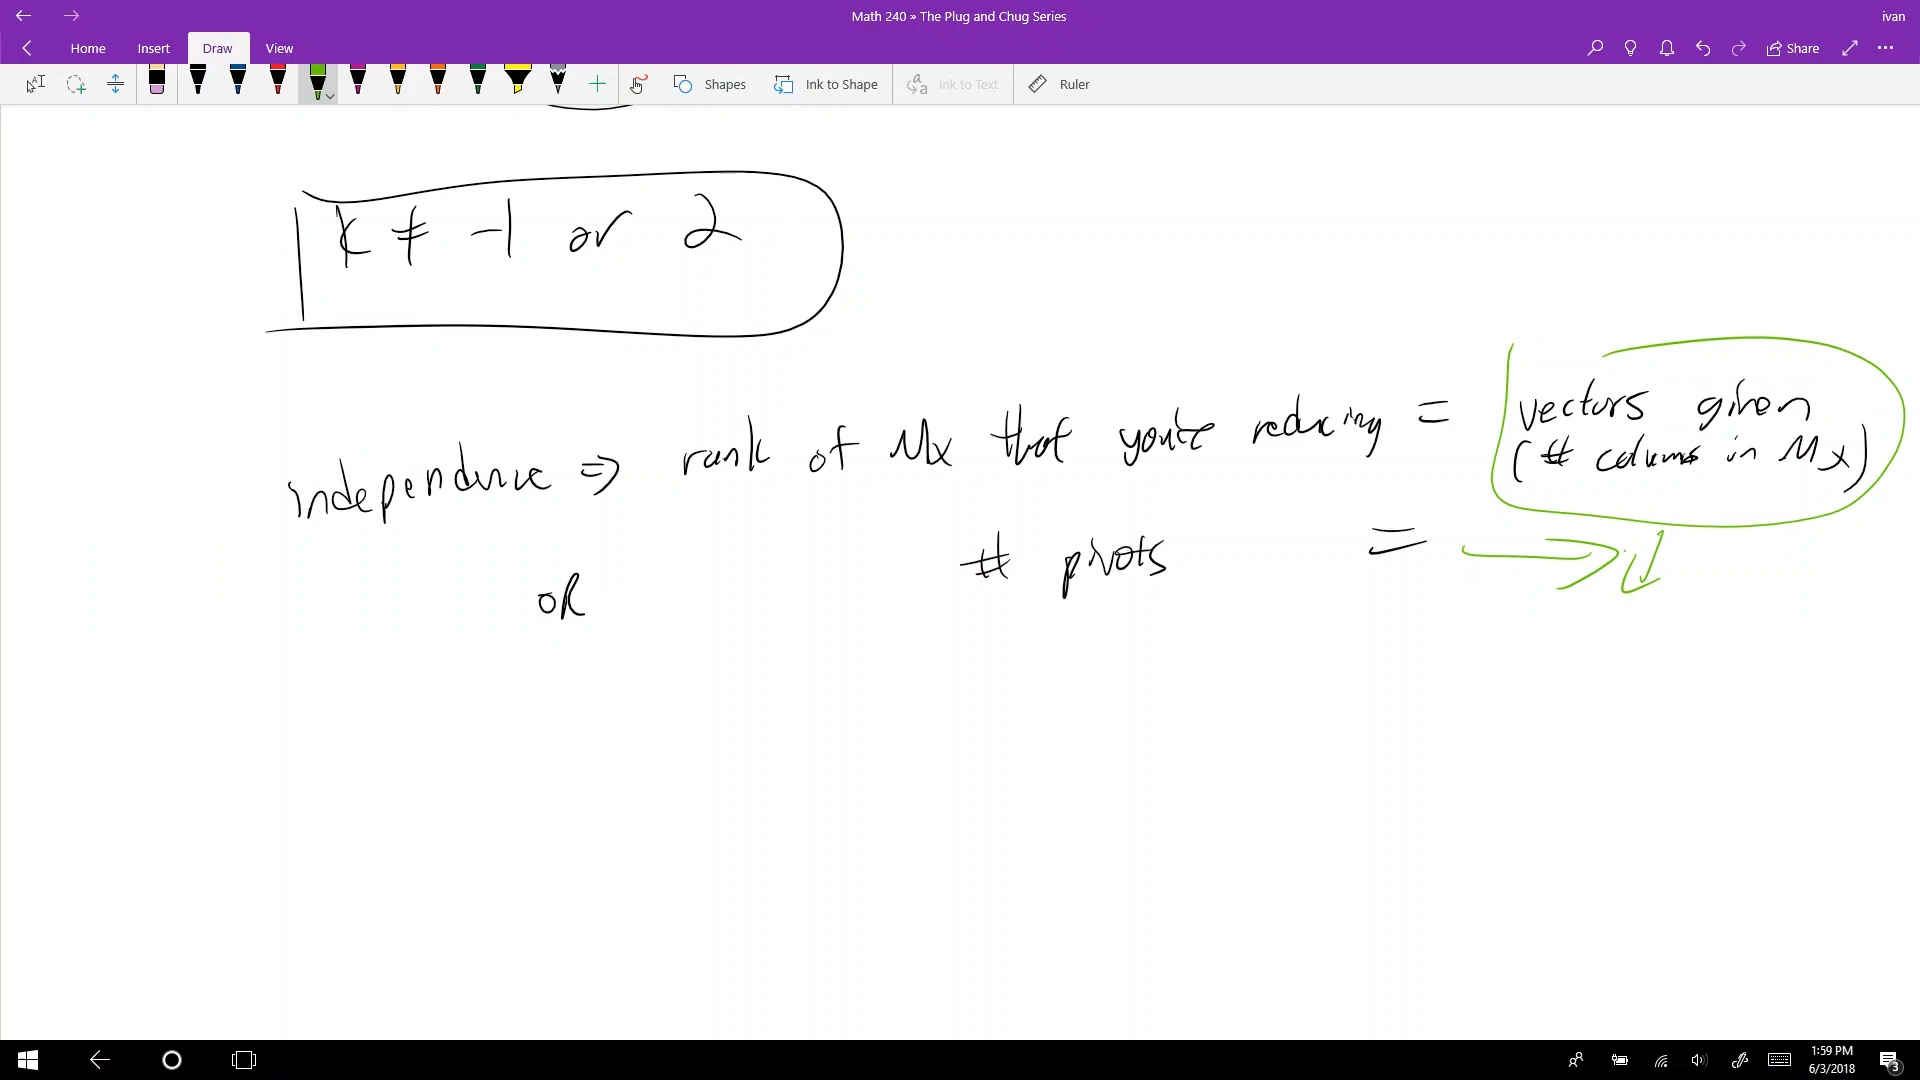 Math 240 » The Plug and Chug Series
ivan
Home Insert Draw View
Share
Shapes Ink to Shape Ink to Text Ruler
k ≠ -1 or 2
independence => rank of Mx that you're reducing = vectors given
(# columns in Mx)
# pivots =
OR
1:59 PM
6/3/2018
3